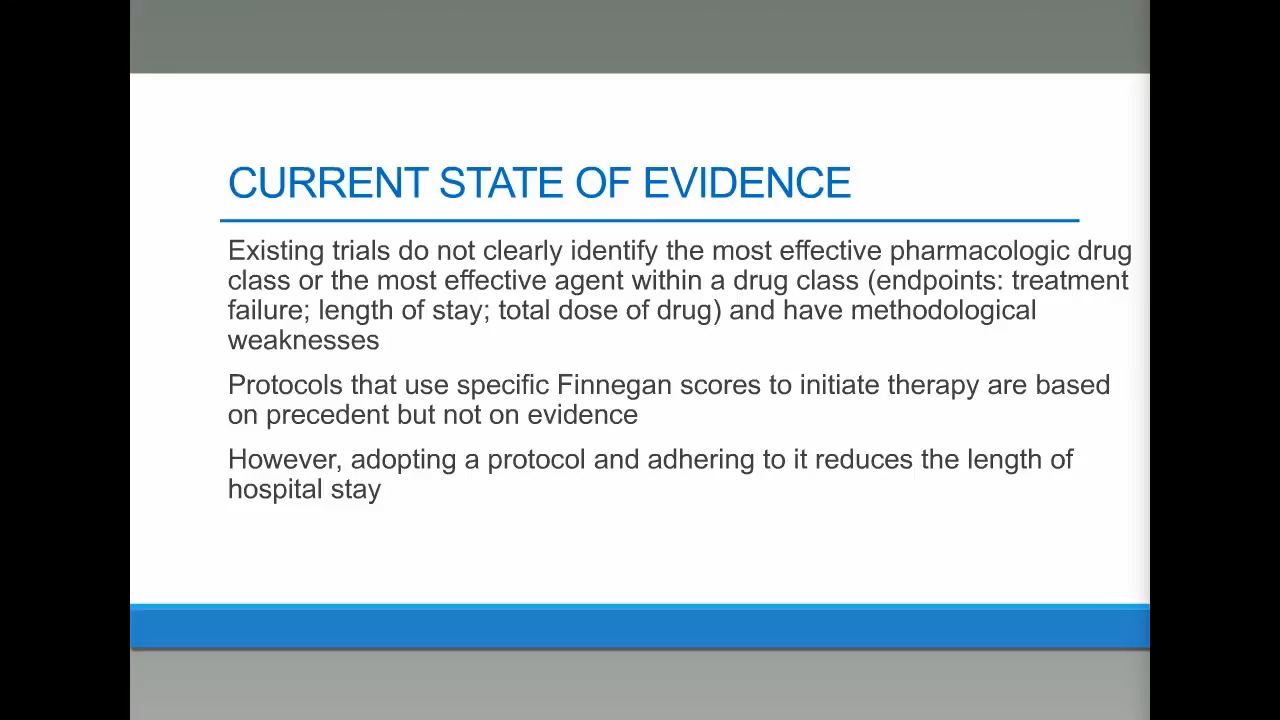 CURRENT STATE OF EVIDENCE
Existing trials do not clearly identify the most effective pharmacologic drug
class or the most effective agent within a drug class (endpoints: treatment
failure; length of stay; total dose of drug) and have methodological
weaknesses
Protocols that use specific Finnegan scores to initiate therapy are based
on precedent but not on evidence
However, adopting a protocol and adhering to it reduces the length of
hospital stay